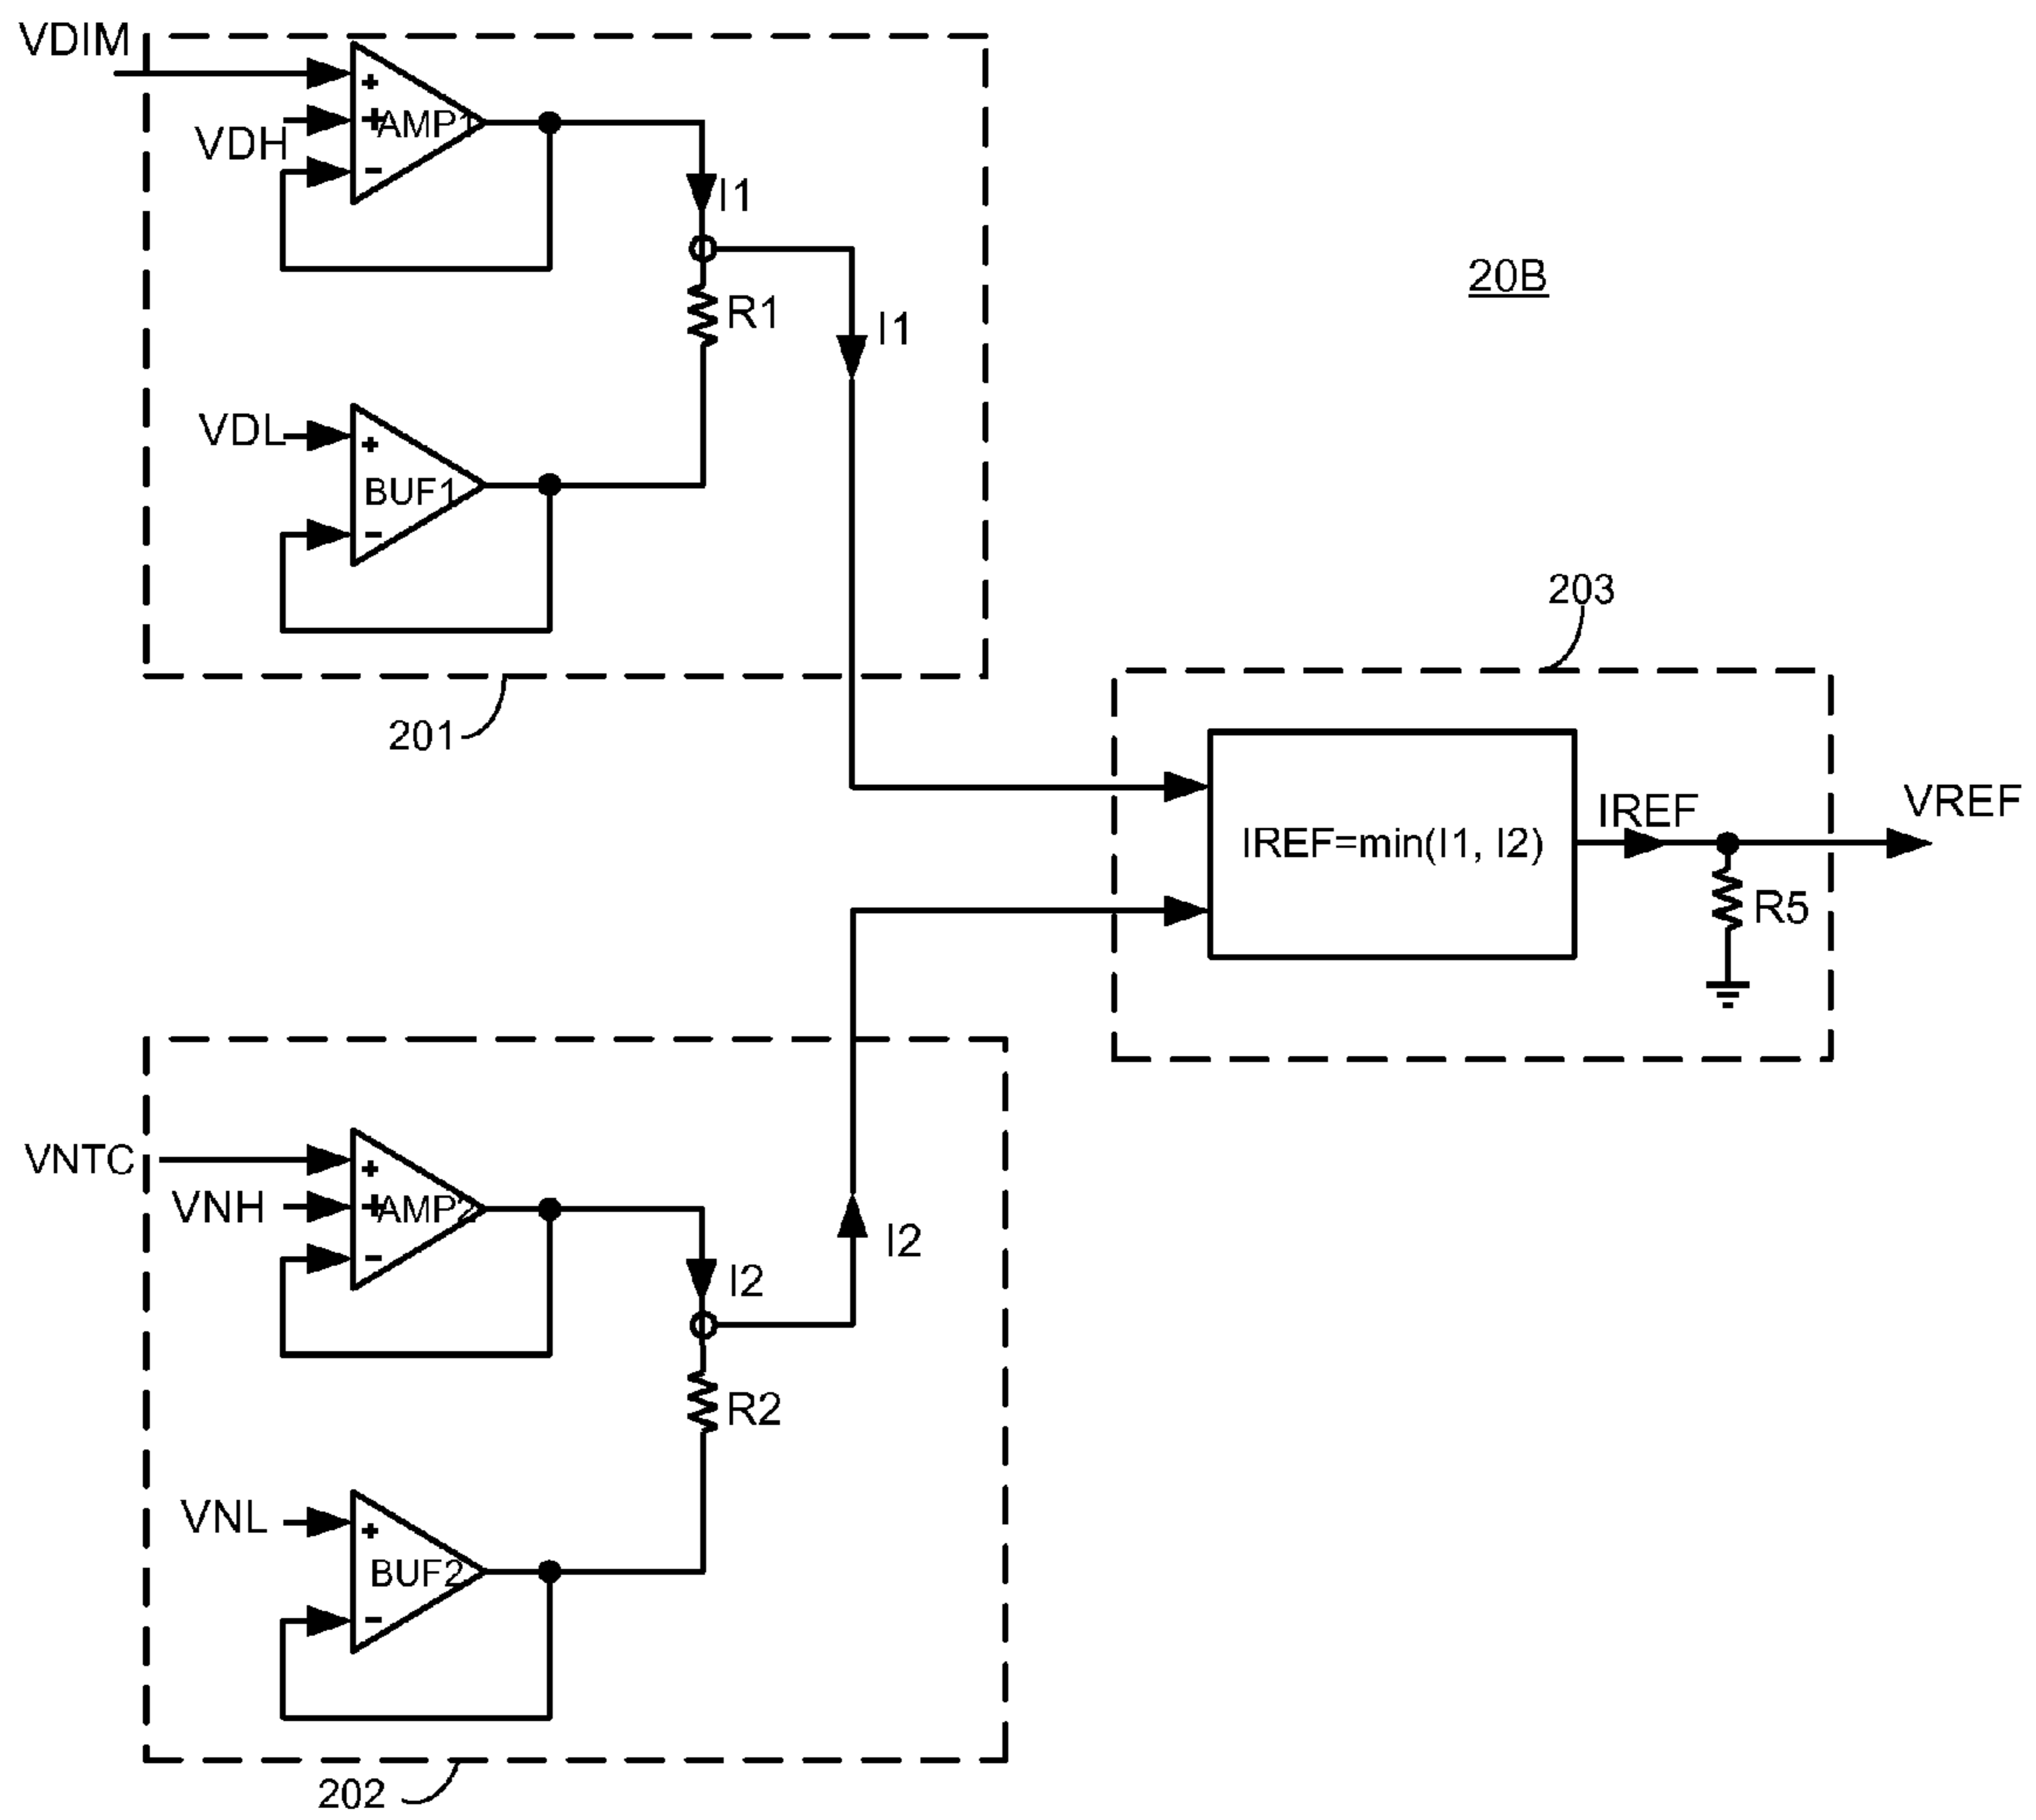 VDIM
+
VDH
+
AMP1
-
I1
20B
R1
I1
VDL
+
BUF1
-
201
203
IREF=min(I1, I2)
IREF
VREF
R5
VNTC
+
VNH
+
AMP2
-
I2
I2
R2
VNL
+
BUF2
-
202